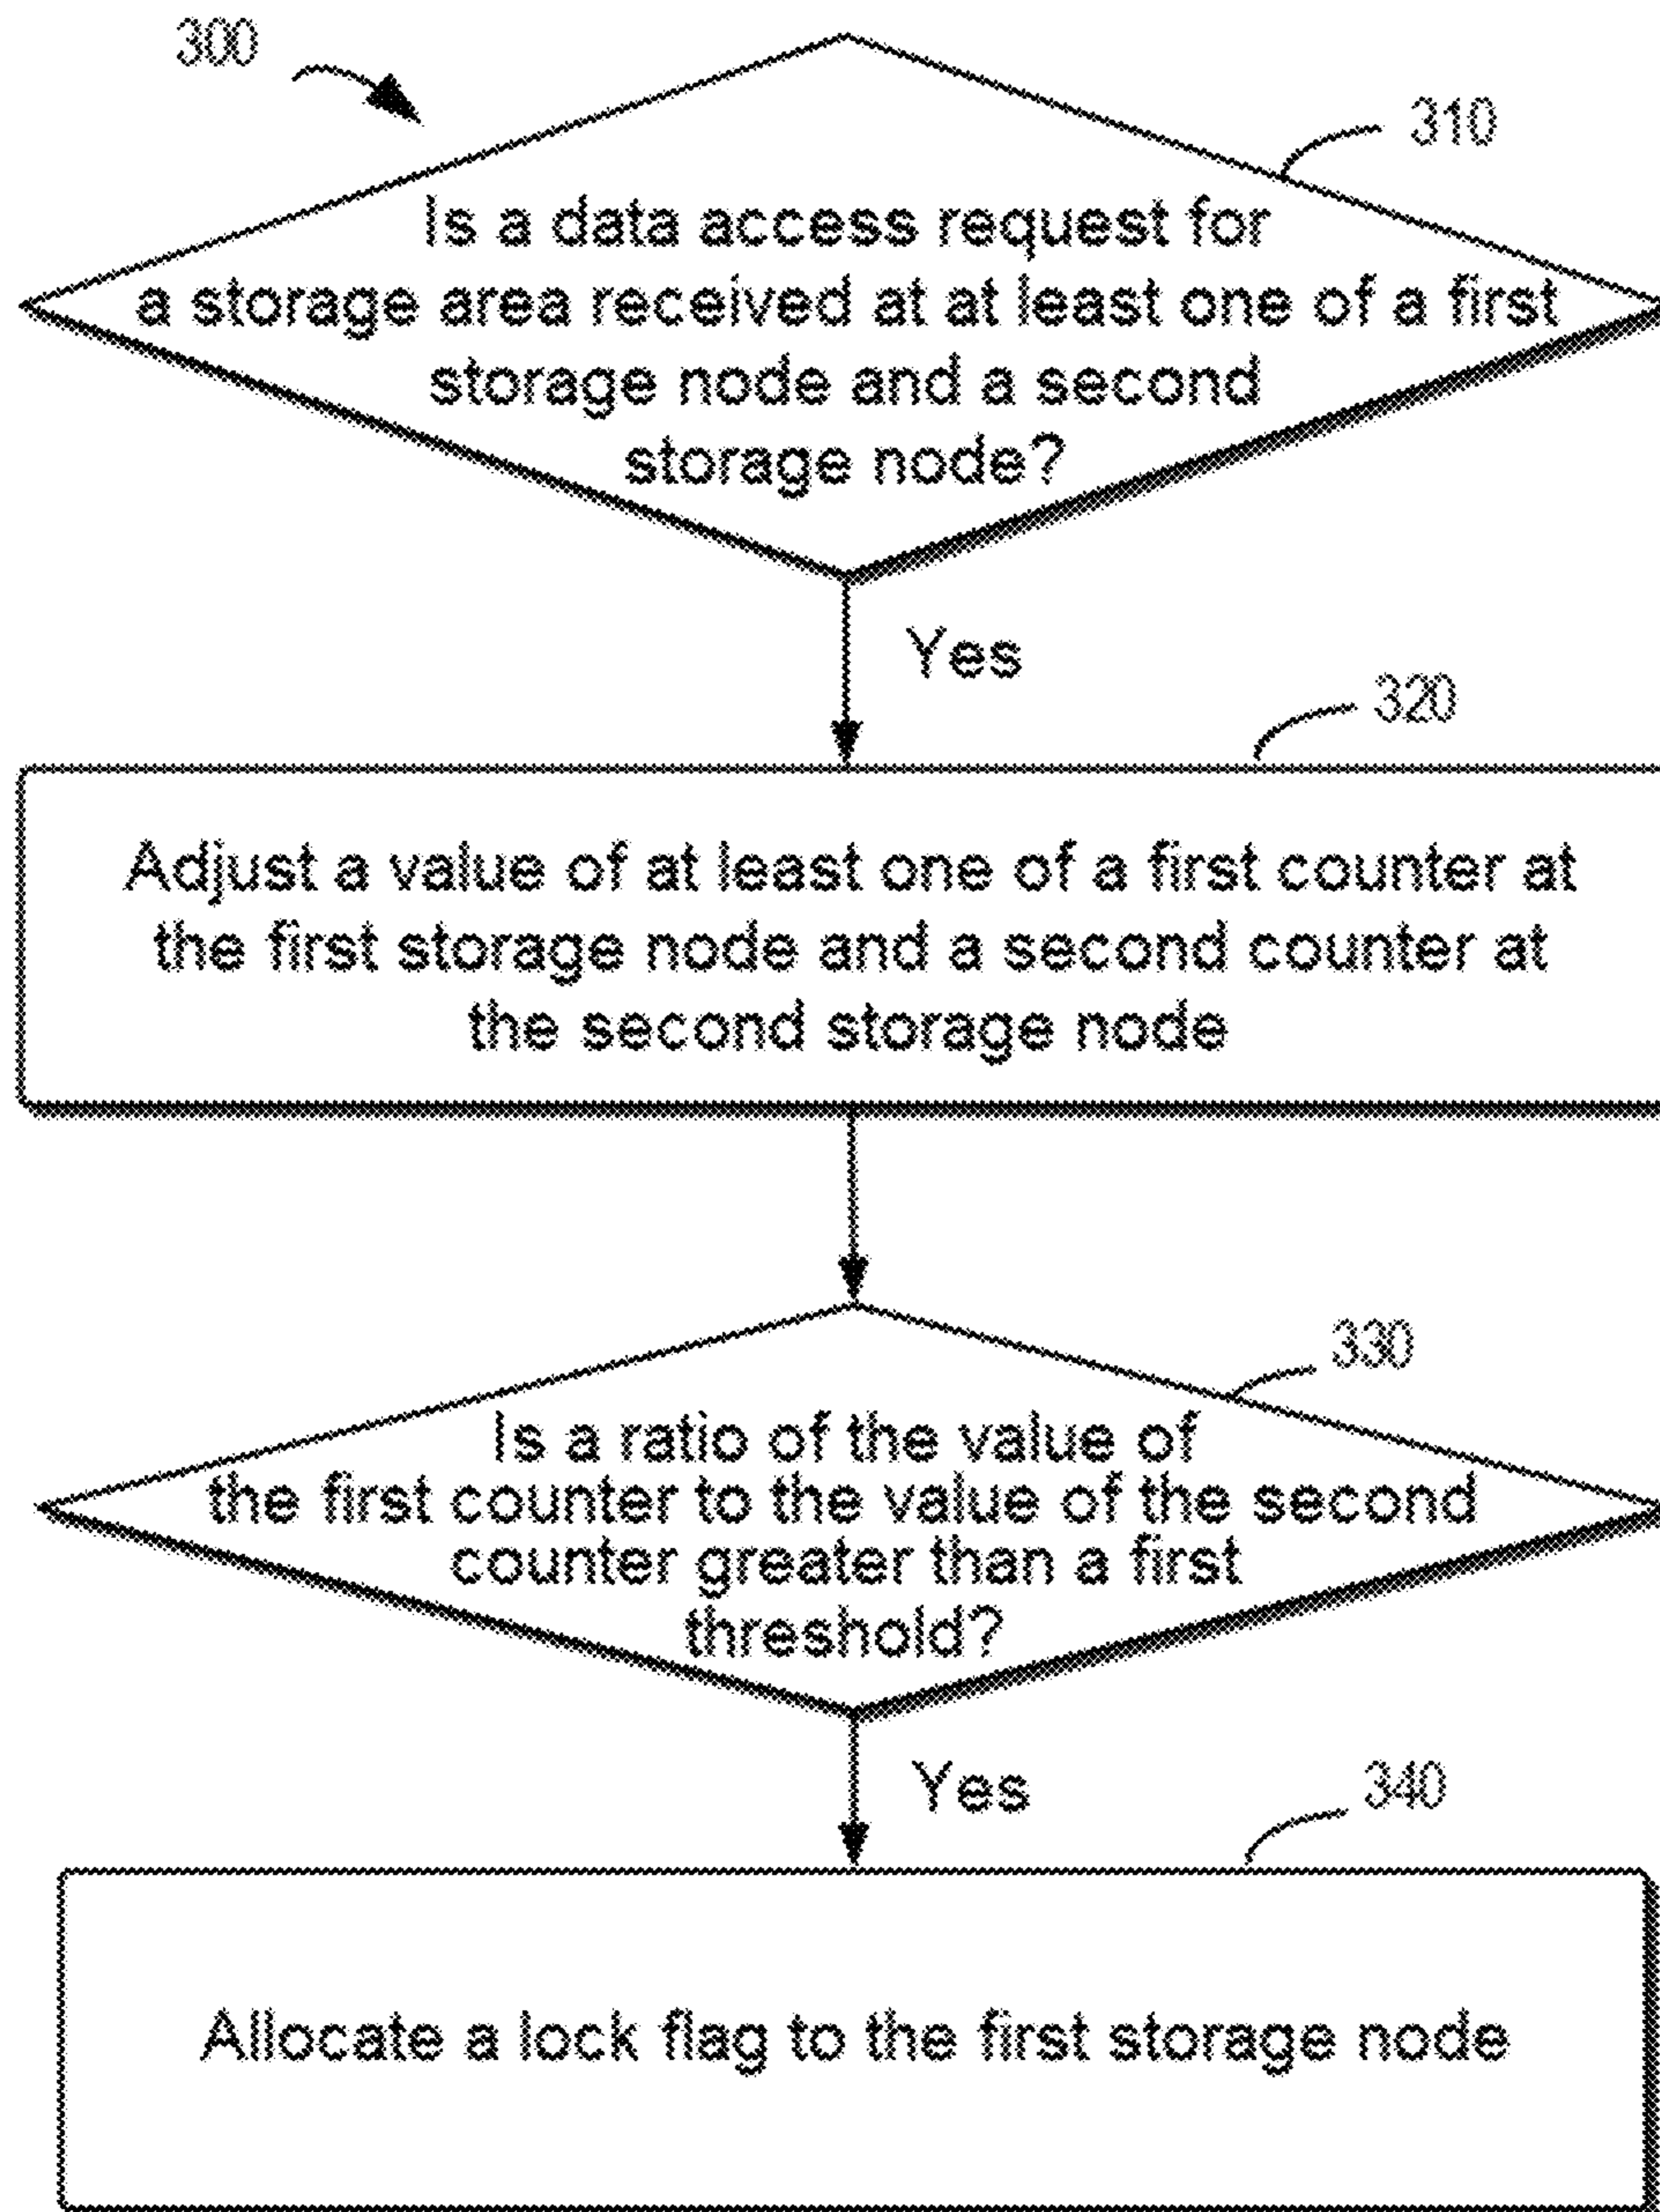 300
310
Is a data access request for
a storage area received at at least one of a first
storage node and a second
storage node?
Yes
320
Adjust a value of at least one of a first counter at
the first storage node and a second counter at
the second storage node
330
Is a ratio of the value of
the first counter to the value of the second
counter greater than a first
threshold?
Yes
340
Allocate a lock flag to the first storage node